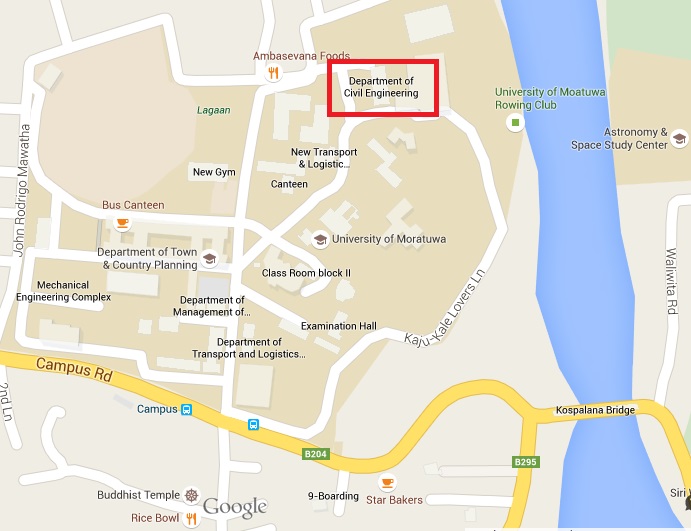 Ambasevana Foods
Department of
Civil Engineering
University of Moatuwa
Rowing Club
Lagaan
Astronomy &
Space Study Center
New Transport
& Logistic...
New Gym
Canteen
John Rodrigo Mawatha
Bus Canteen
University of Moratuwa
Department of Town
& Country Planning
Class Room block II
Waliwita Rd
Mechanical
Engineering Complex
Department of
Management of...
Examination Hall
Kaju-Kale Lovers Ln
Department of
Transport and Logistics...
Campus Rd
2nd Ln
Campus
Kospalana Bridge
B204
B295
9-Boarding
Star Bakers
Buddhist Temple
Google
Rice Bowl
Siri